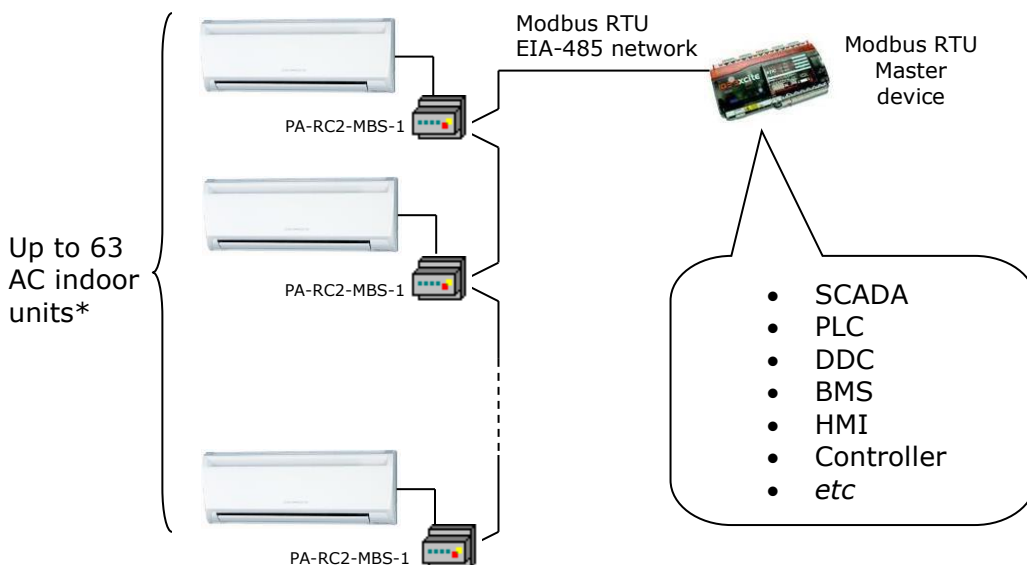 Modbus RTU
EIA-485 network
Modbus RTU
Master
device
PA-RC2-MBS-1
Up to 63
AC indoor
units*
PA-RC2-MBS-1
• SCADA
• PLC
• DDC
• BMS
• HMI
• Controller
• etc
PA-RC2-MBS-1